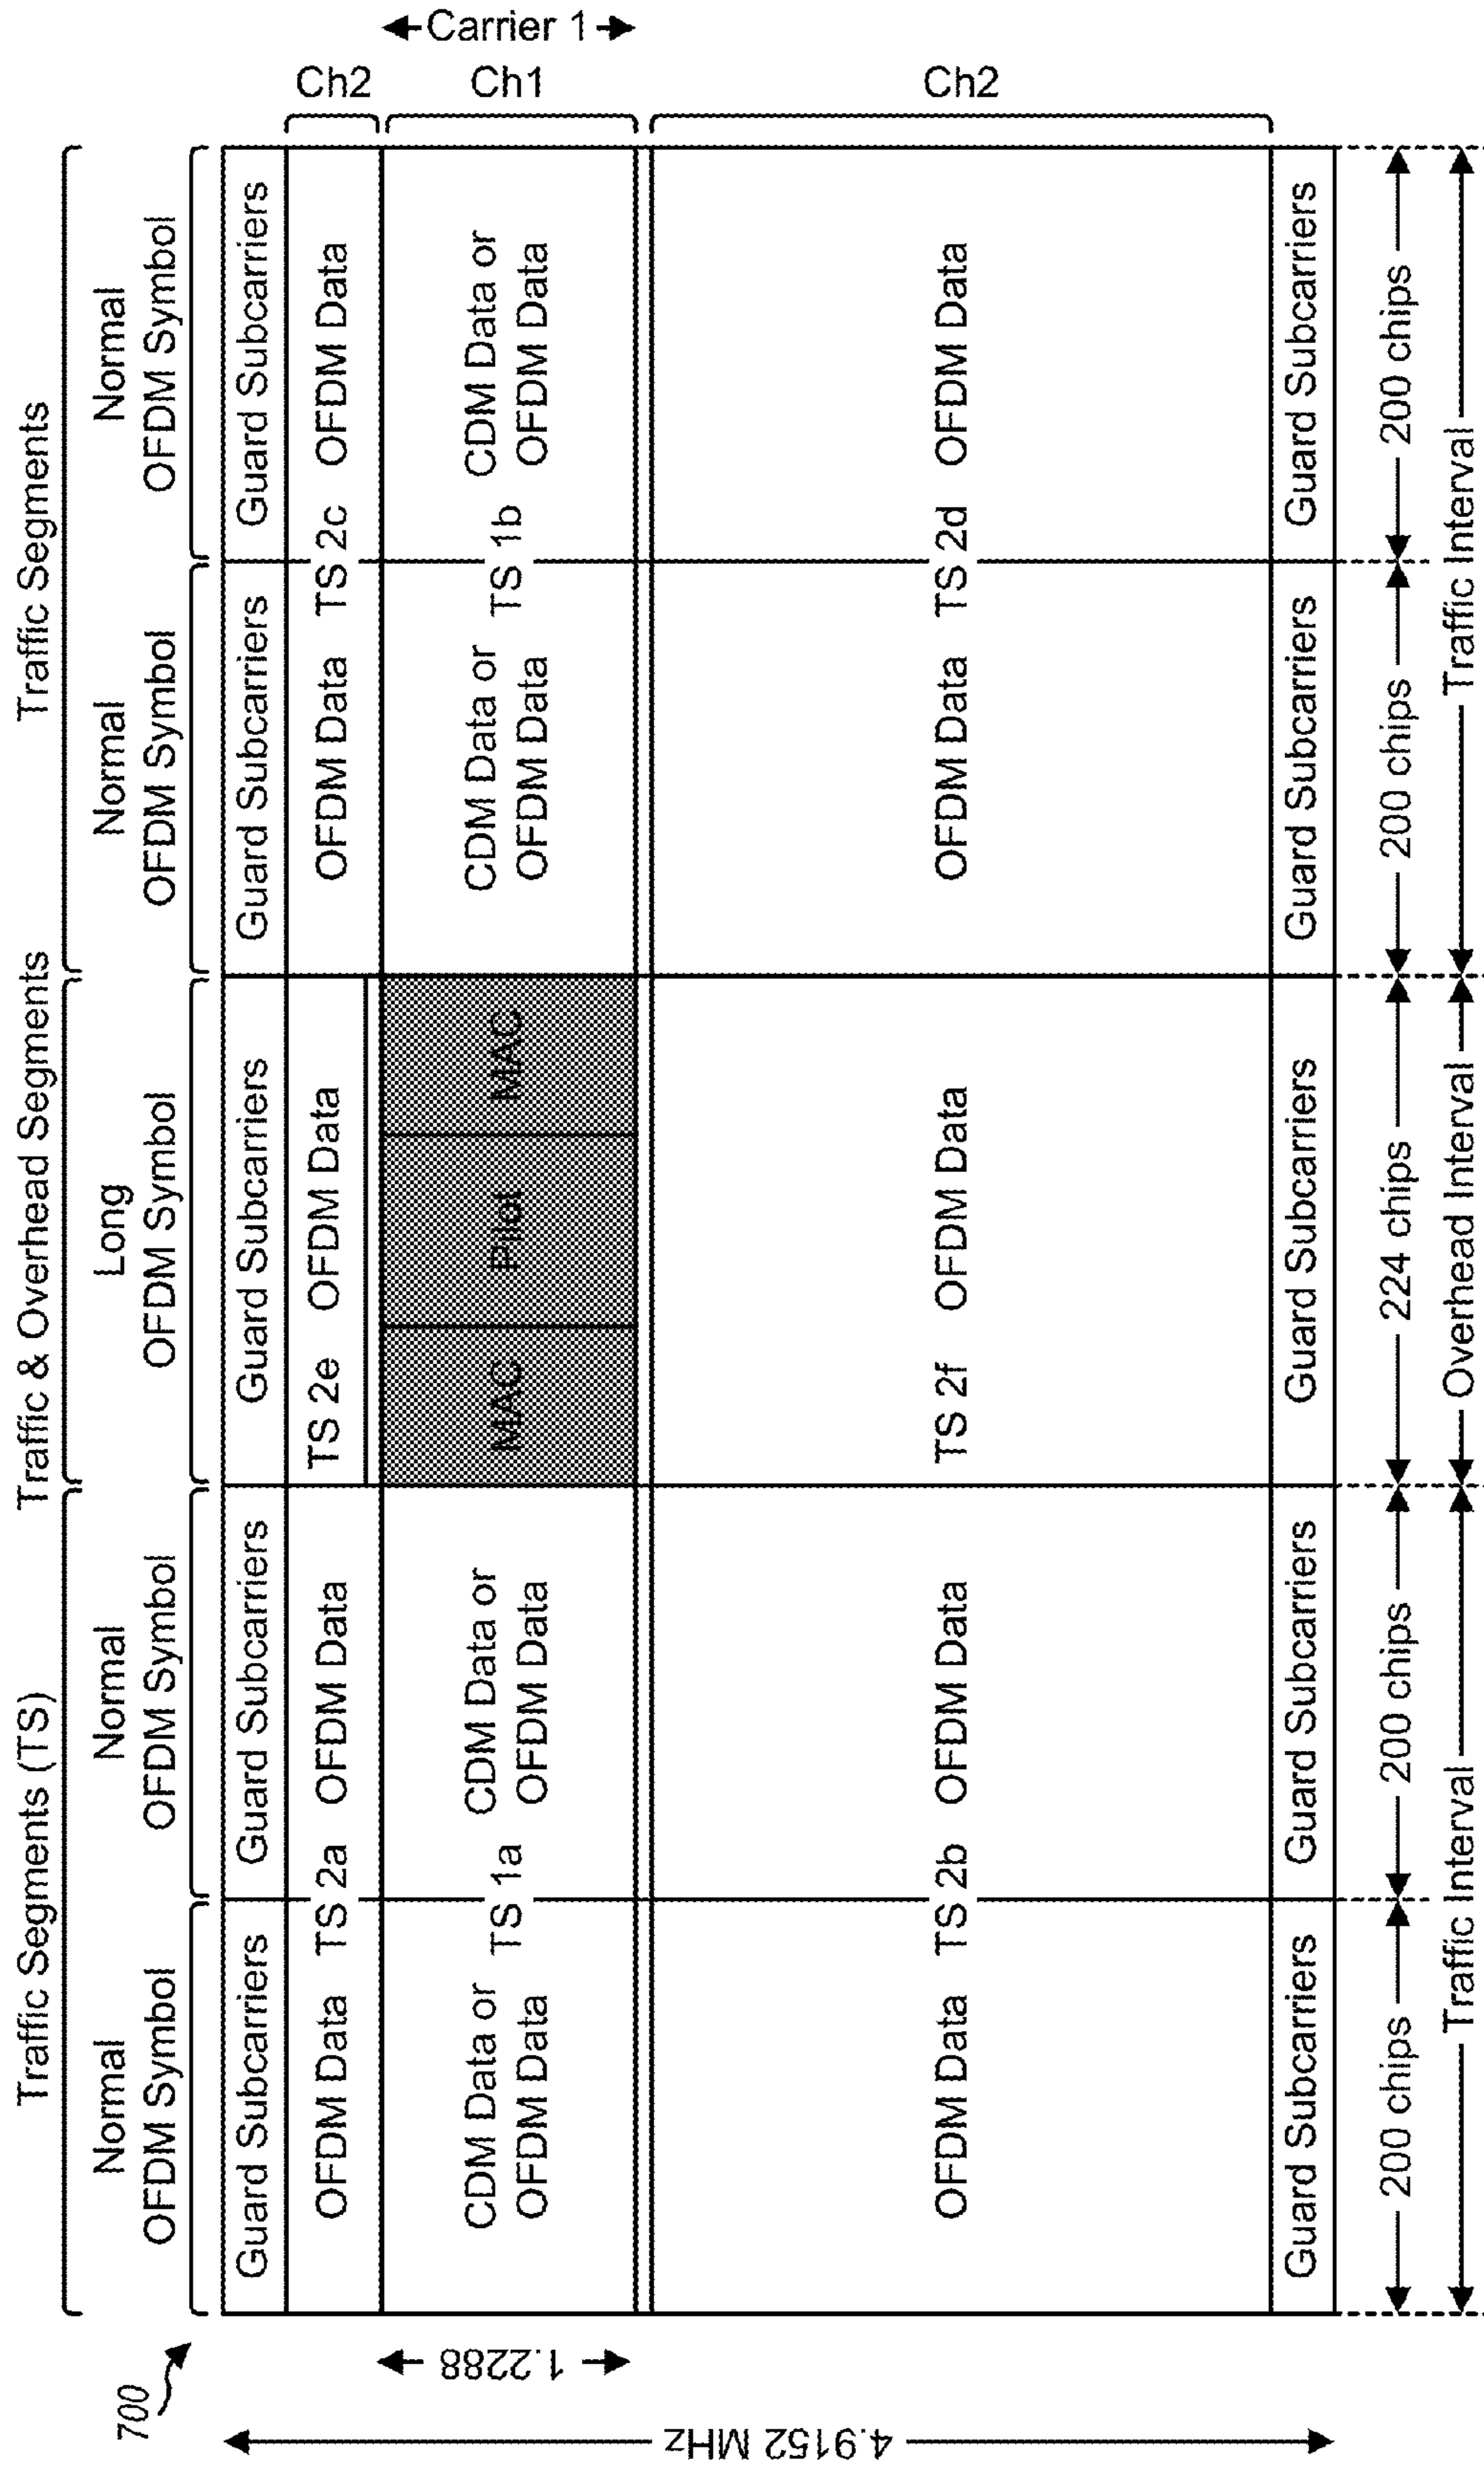 700
Traffic Segments (TS)
Traffic & Overhead Segments
Traffic Segments
Normal
OFDM Symbol
Normal
OFDM Symbol
Long
OFDM Symbol
Normal
OFDM Symbol
Normal
OFDM Symbol
Guard Subcarriers
Guard Subcarriers
Guard Subcarriers
Guard Subcarriers
Guard Subcarriers
OFDM Data
TS 2a
OFDM Data
TS 2e
OFDM Data
OFDM Data
TS 2c
OFDM Data
Ch2
CDM Data or
OFDM Data
TS 1a
CDM Data or
OFDM Data
MAC
Pilot
MAC
CDM Data or
OFDM Data
TS 1b
CDM Data or
OFDM Data
Ch1
Carrier 1
1.2288
4.9152 MHz
OFDM Data
TS 2b
OFDM Data
TS 2f
OFDM Data
OFDM Data
TS 2d
OFDM Data
Ch2
Guard Subcarriers
Guard Subcarriers
Guard Subcarriers
Guard Subcarriers
Guard Subcarriers
200 chips
200 chips
224 chips
200 chips
200 chips
Traffic Interval
Overhead Interval
Traffic Interval